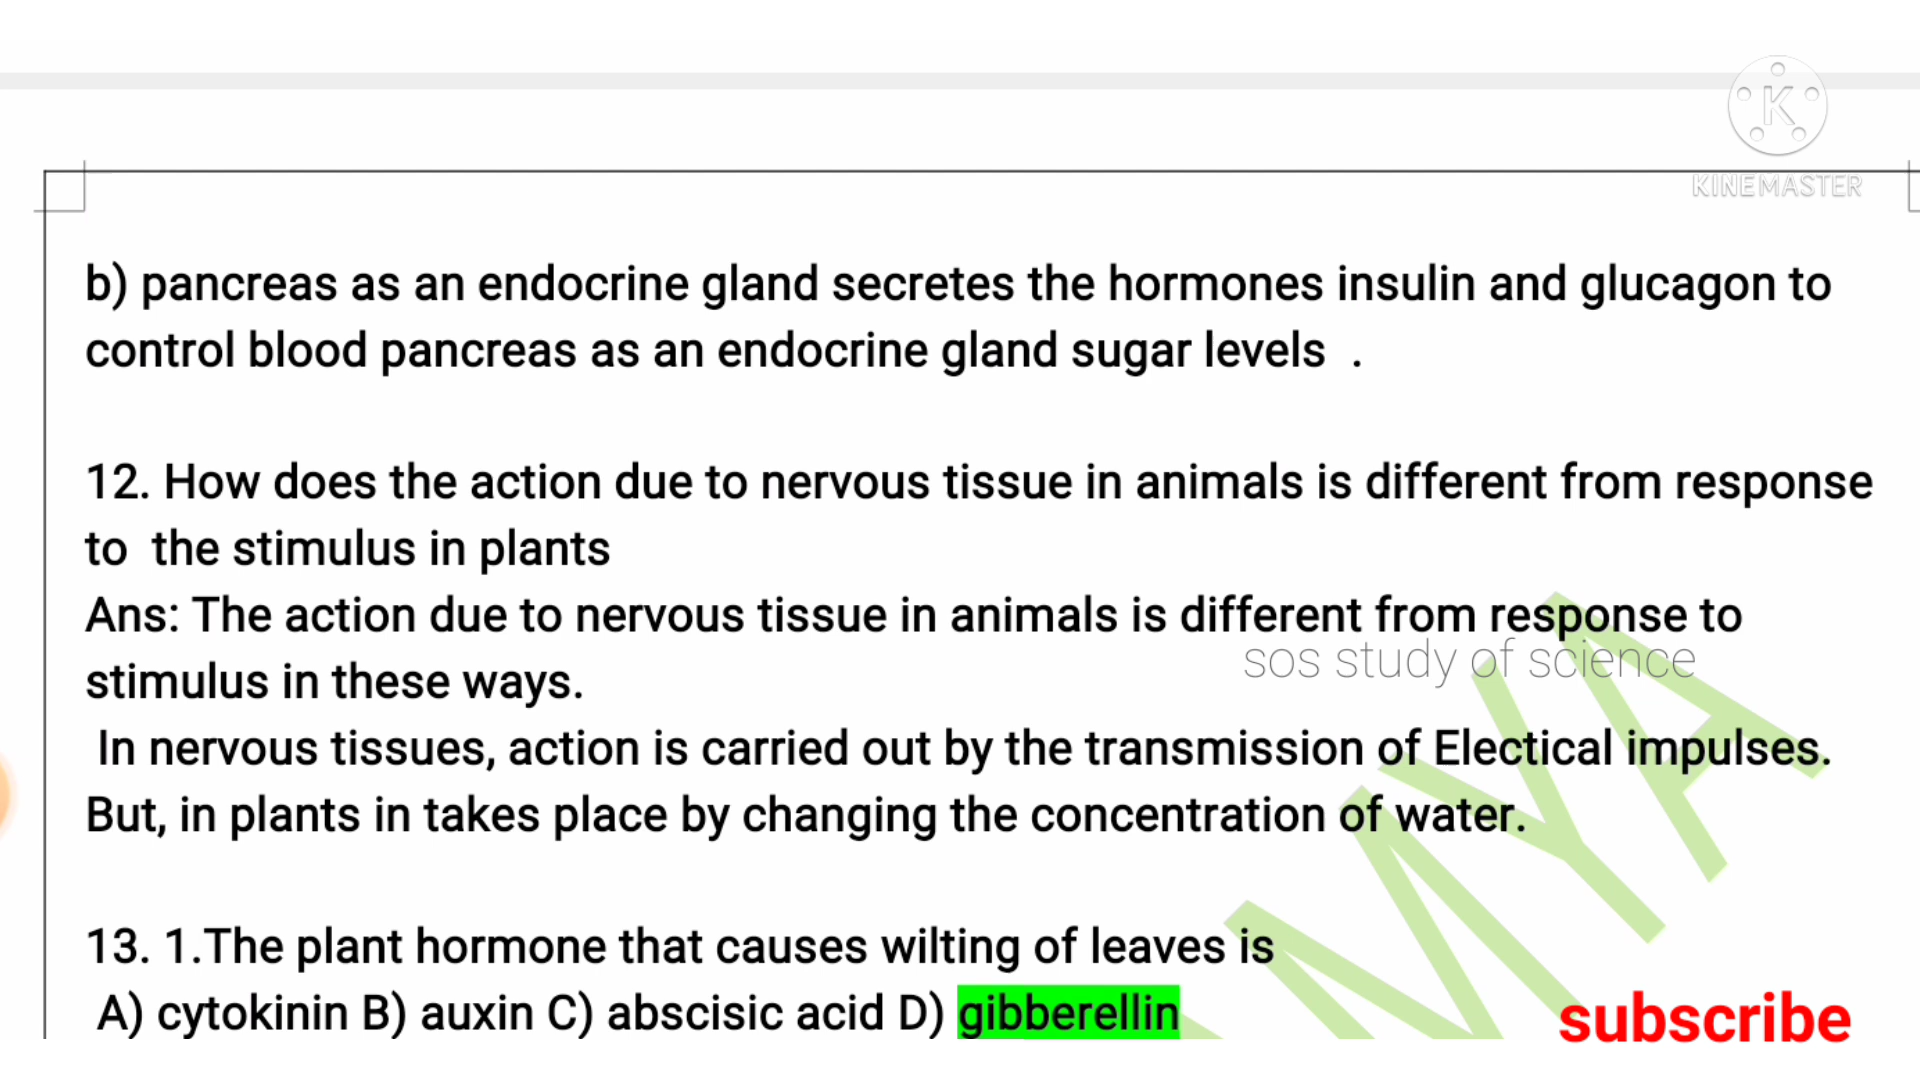 KINEMASTER
b) pancreas as an endocrine gland secretes the hormones insulin and glucagon to
control blood pancreas as an endocrine gland sugar levels .
12. How does the action due to nervous tissue in animals is different from response
to the stimulus in plants
Ans: The action due to nervous tissue in animals is different from response to
sos study of science
stimulus in these ways.
In nervous tissues, action is carried out by the transmission of Electical impulses.
But, in plants in takes place by changing the concentration of water.
MYA
13. 1.The plant hormone that causes wilting of leaves is
A) cytokinin B) auxin C) abscisic acid D) gibberellin
subscribe